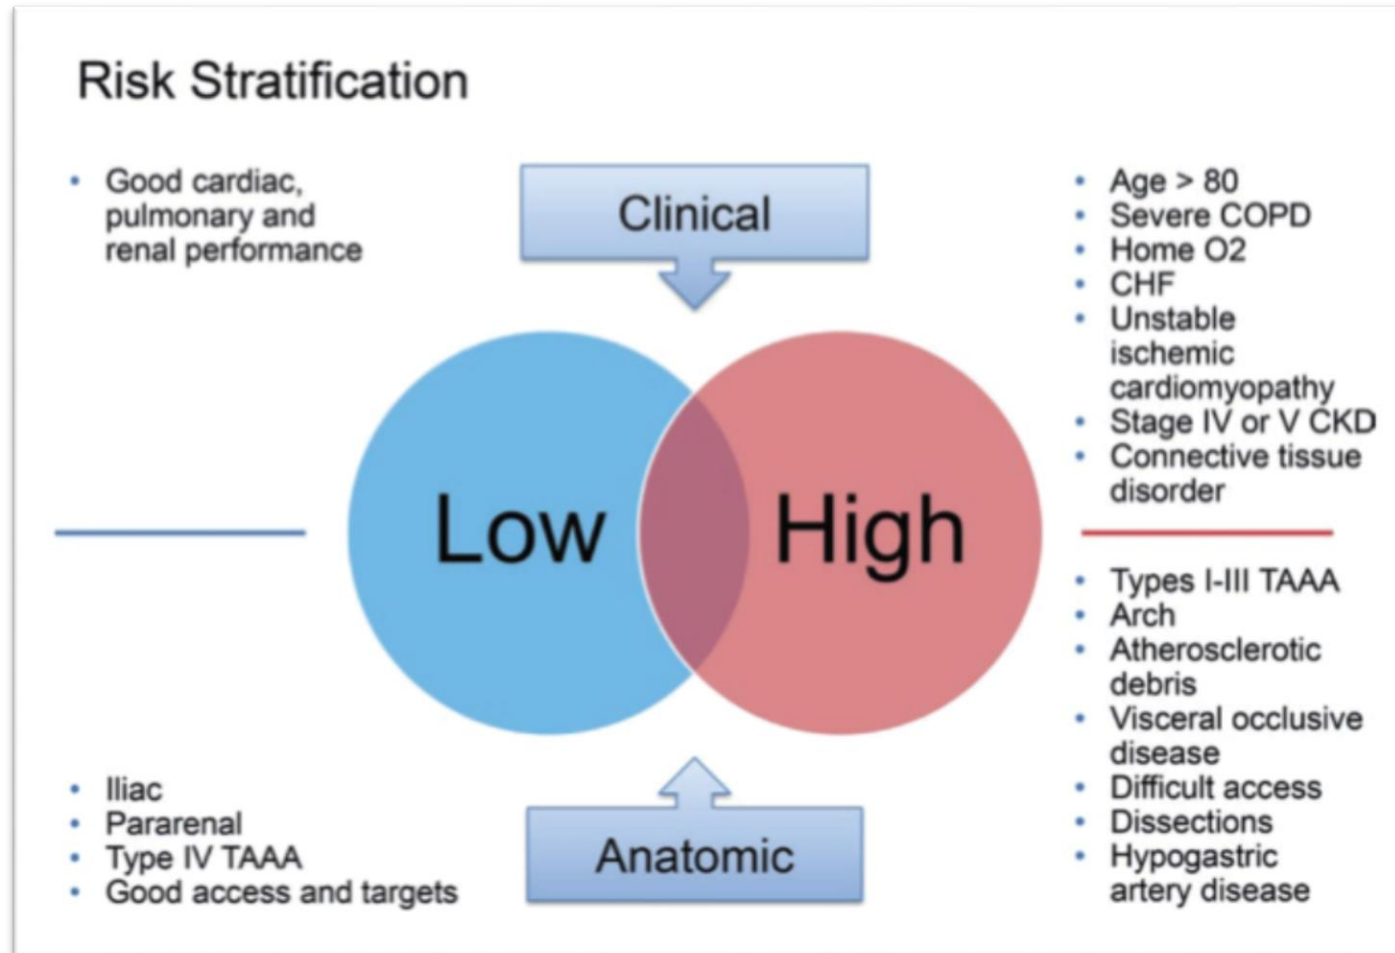 Risk Stratification
• Good cardiac,
pulmonary and
renal performance
Clinical
• Age > 80
• Severe COPD
• Home O2
• CHF
• Unstable
ischemic
cardiomyopathy
• Stage IV or V CKD
• Connective tissue
disorder
Low
High
• Iliac
• Pararenal
• Type IV TAAA
• Good access and targets
Anatomic
• Types I-III TAAA
• Arch
• Atherosclerotic
debris
• Visceral occlusive
disease
• Difficult access
• Dissections
• Hypogastric
artery disease